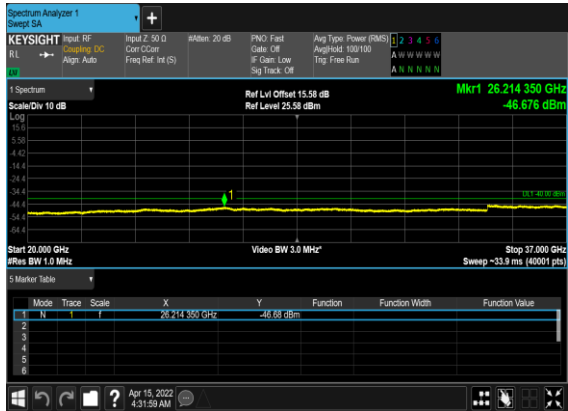 Spectrum Analyzer 1
Swept SA
+
KEYSIGHT
RL
LXI
Input: RF
Coupling: DC
Align: Auto
Input Z: 50 Ω
Corr CCorr
Freq Ref: Int (S)
#Atten: 20 dB
PNO: Fast
Gate: Off
IF Gain: Low
Sig Track: Off
Avg Type: Power (RMS)
Avg|Hold: 100/100
Trig: Free Run
1 2 3 4 5 6
A W W W W W
A N N N N N
1 Spectrum
Scale/Div 10 dB
Ref Lvl Offset 15.58 dB
Ref Level 25.58 dBm
Mkr1 26.214 350 GHz
-46.676 dBm
Log
15.6
5.58
-4.42
-14.4
-24.4
-34.4
-44.4
-54.4
-64.4
1
DL1 -40.00 dBm
Start 20.000 GHz
#Res BW 1.0 MHz
Video BW 3.0 MHz*
Stop 37.000 GHz
Sweep ~33.9 ms (40001 pts)
5 Marker Table
Mode Trace Scale X Y Function Function Width Function Value
1 N 1 f 26.214 350 GHz -46.68 dBm
2
3
4
5
6
?
Apr 15, 2022
4:31:59 AM